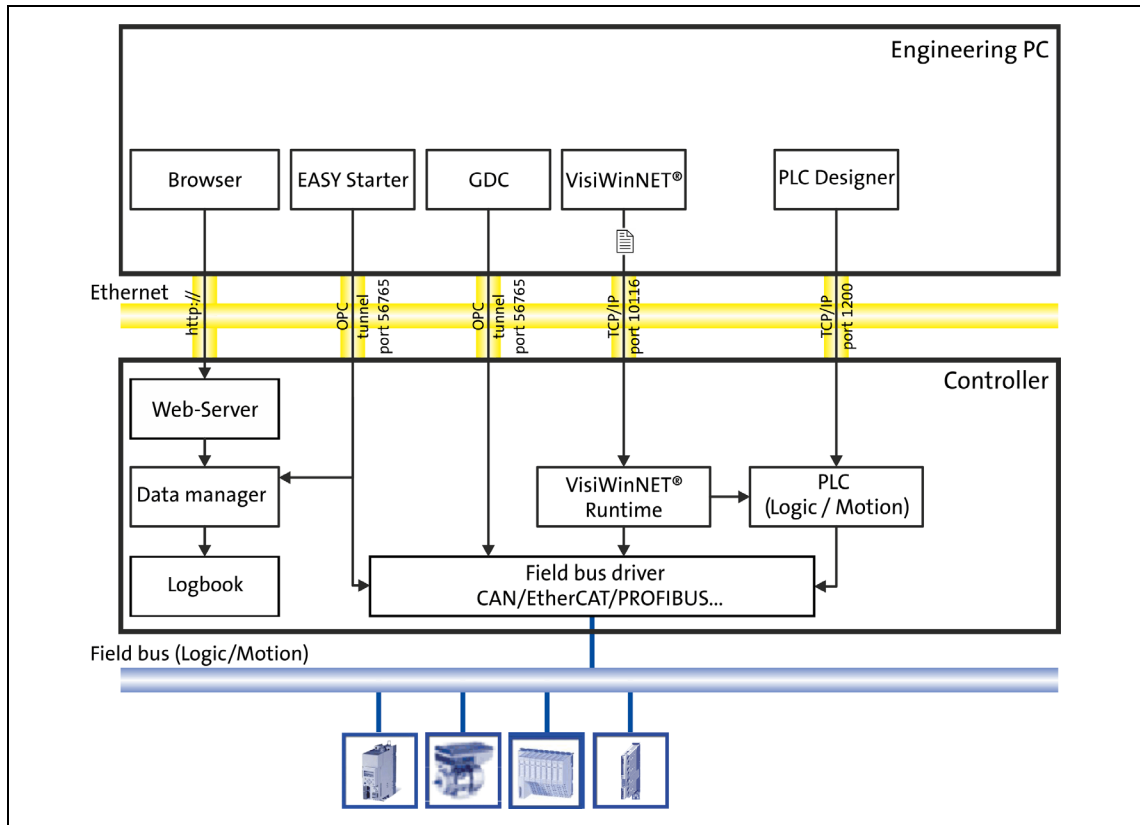 Engineering PC
Browser
EASY Starter
GDC
VisiWinNET®
PLC Designer
Ethernet
http://
OPC
tunnel
port 56765
OPC
tunnel
port 56765
TCP/IP
port 10116
TCP/IP
port 1200
Controller
Web-Server
Data manager
VisiWinNET®
Runtime
PLC
(Logic / Motion)
Logbook
Field bus driver
CAN/EtherCAT/PROFIBUS...
Field bus (Logic/Motion)